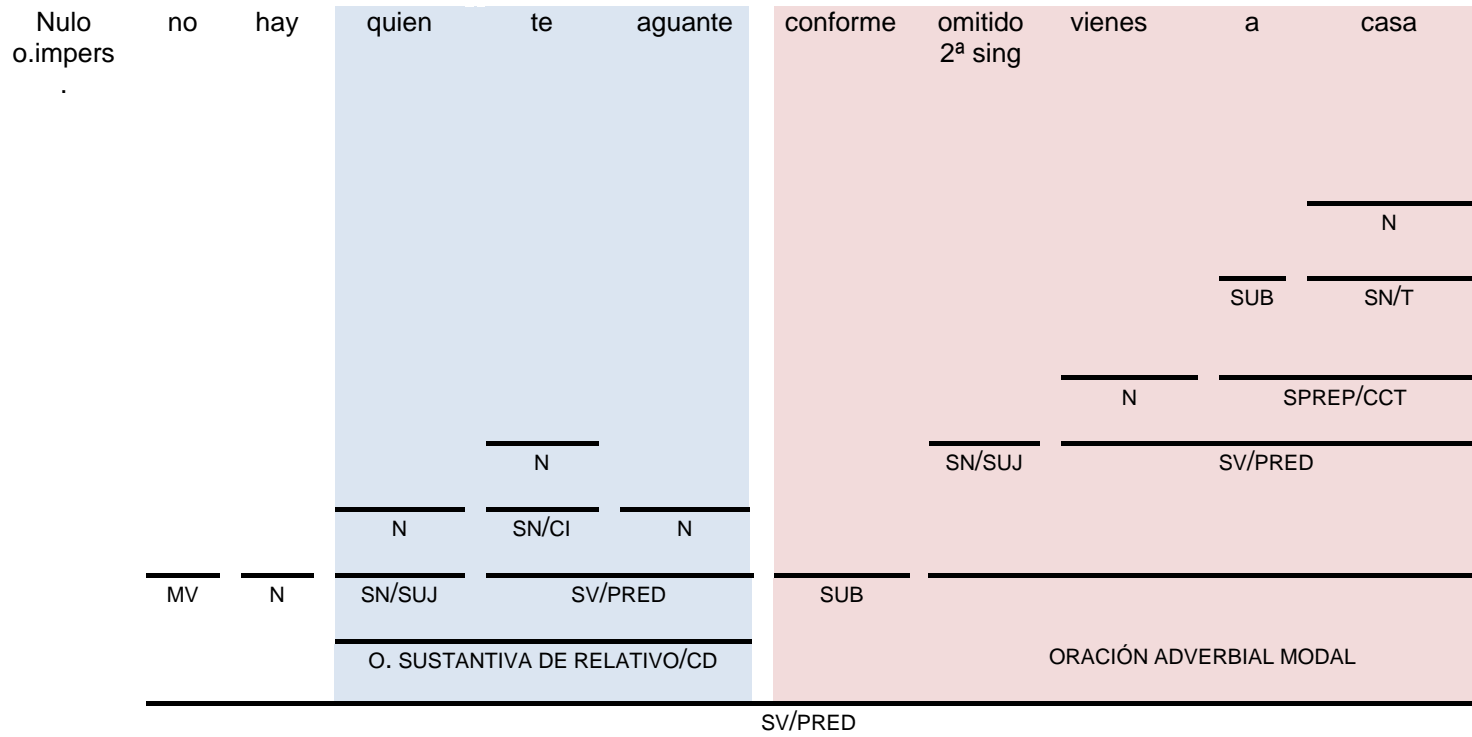 Nulo no hay quien te aguante conforme omitido vienes a casa
o.impers 2ª sing
.
N
SUB SN/T
N SPREP/CCT
N SN/SUJ SV/PRED
N SN/CI N
MV N SN/SUJ SV/PRED SUB
O. SUSTANTIVA DE RELATIVO/CD ORACIÓN ADVERBIAL MODAL
SV/PRED